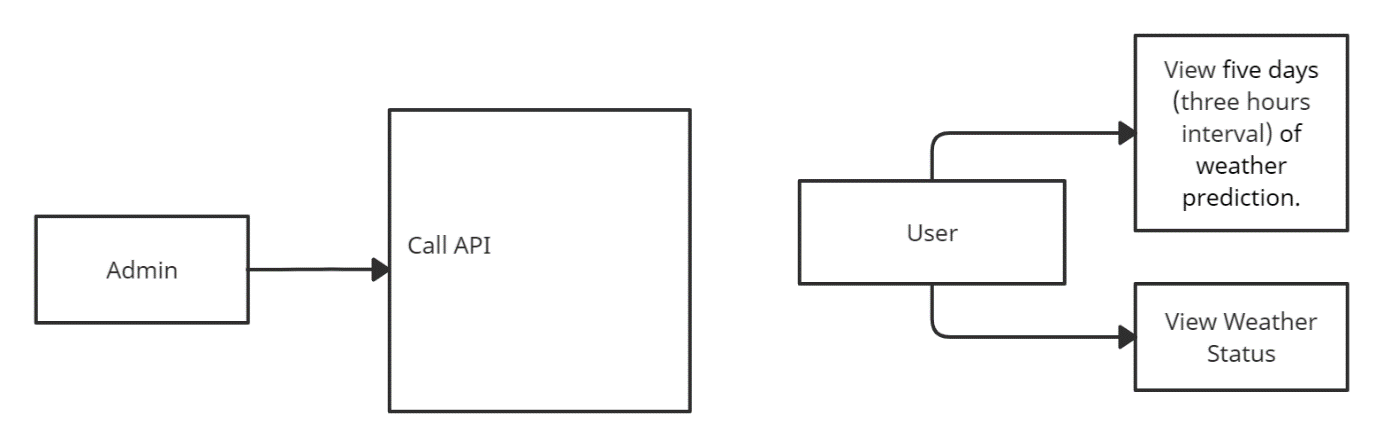 Admin
Call API
User
View five days
(three hours
interval) of
weather
prediction.
View Weather
Status